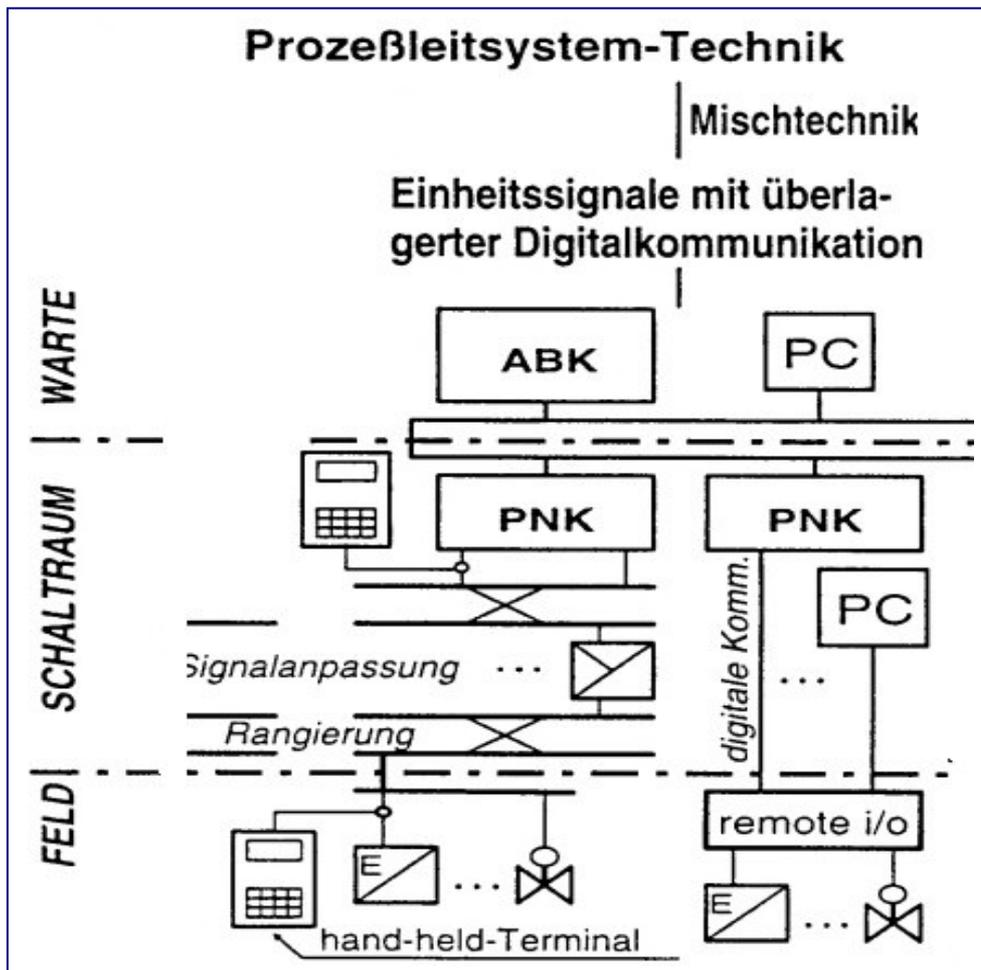 Prozeßleitsystem-Technik
Mischtechnik
Einheitssignale mit überla-
gerter Digitalkommunikation
WARTE
ABK
PC
SCHALTRAUM
PNK
PNK
digitale Komm.
PC
Signalanpassung
...
...
Rangierung
FELD
remote i/o
E
...
E
...
hand-held-Terminal